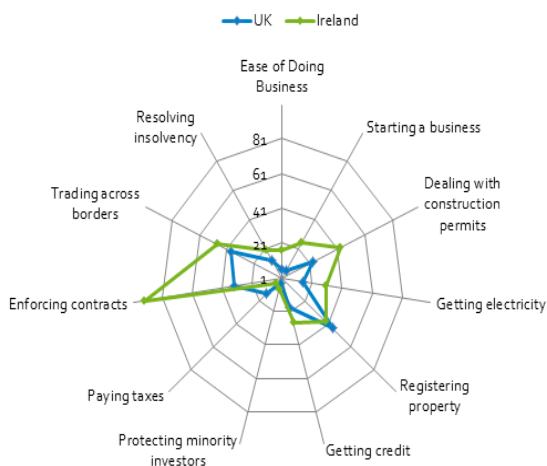 UK
Ireland
Ease of Doing
Business
Starting a business
Dealing with
construction
permits
Getting electricity
Registering
property
Getting credit
Protecting minority
investors
Paying taxes
Enforcing contracts
Trading across
borders
Resolving
insolvency
81
61
41
21
1